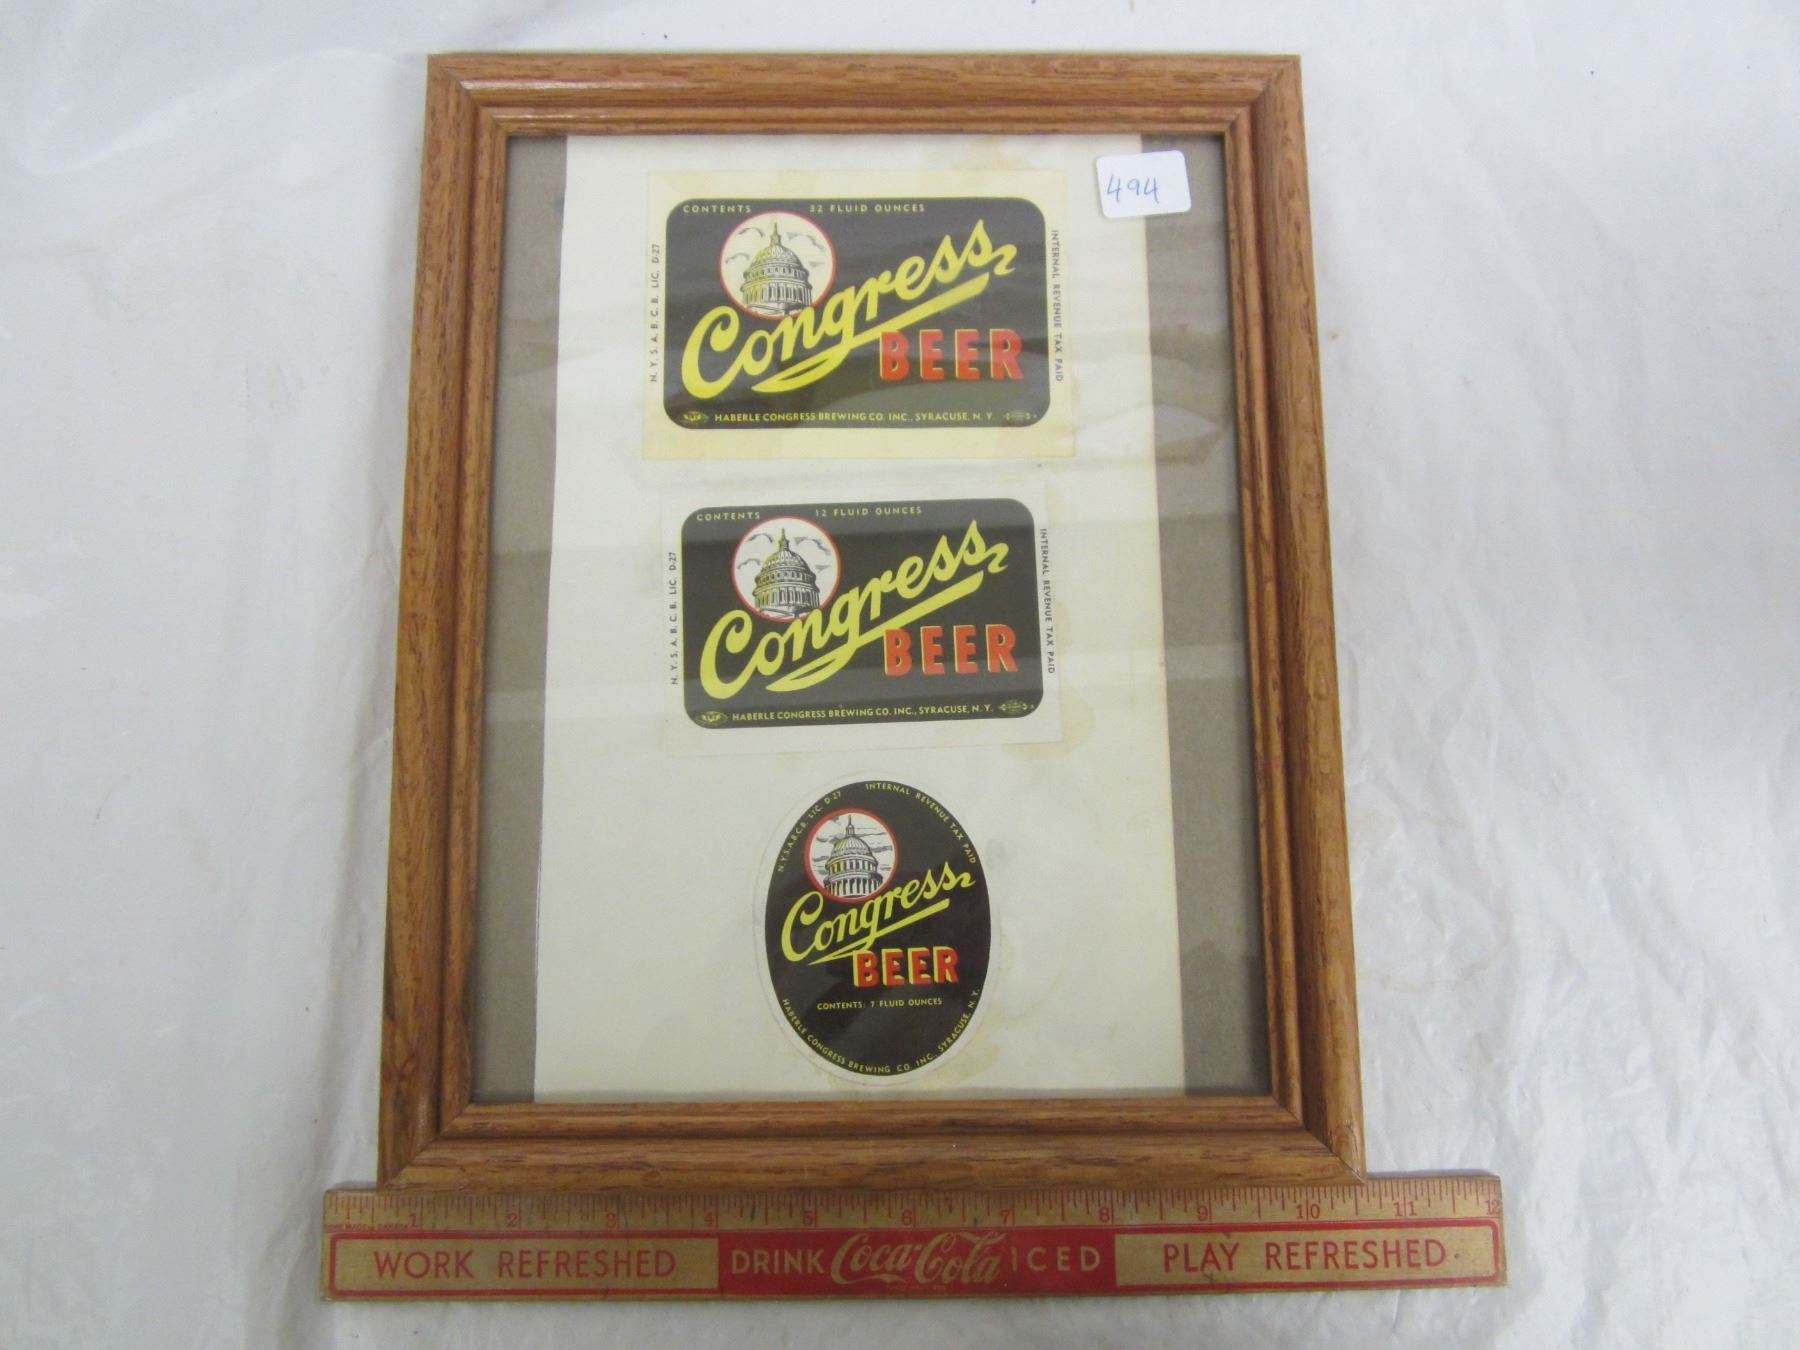 494
CONTENTS 32 FLUID OUNCES
N. Y. S. A. B. C. B. LIC. D-27
INTERNAL REVENUE TAX PAID
Congress
BEER
HABERLE CONGRESS BREWING CO. INC., SYRACUSE, N. Y.
CONTENTS 12 FLUID OUNCES
N. Y. S. A. B. C. B. LIC. D-27
INTERNAL REVENUE TAX PAID
Congress
BEER
HABERLE CONGRESS BREWING CO. INC., SYRACUSE, N. Y.
N.Y.S.A.B.C.B. LIC. D 27 INTERNAL REVENUE TAX PAID
Congress
BEER
CONTENTS: 7 FLUID OUNCES
HABERLE CONGRESS BREWING CO. INC., SYRACUSE, N. Y.
1 2 3 4 5 6 7 8 9 10 11 12
WORK REFRESHED DRINK Coca-Cola ICED PLAY REFRESHED